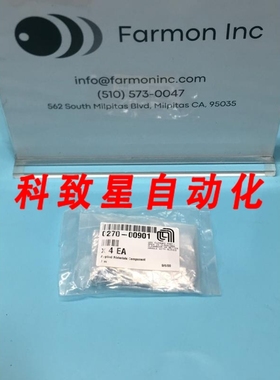 Farmon Inc
info@farmoninc.com
(510) 573-0047
562 South Milpitas Blvd, Milpitas CA, 95035
科致星自动化
0270-00901
4 EA